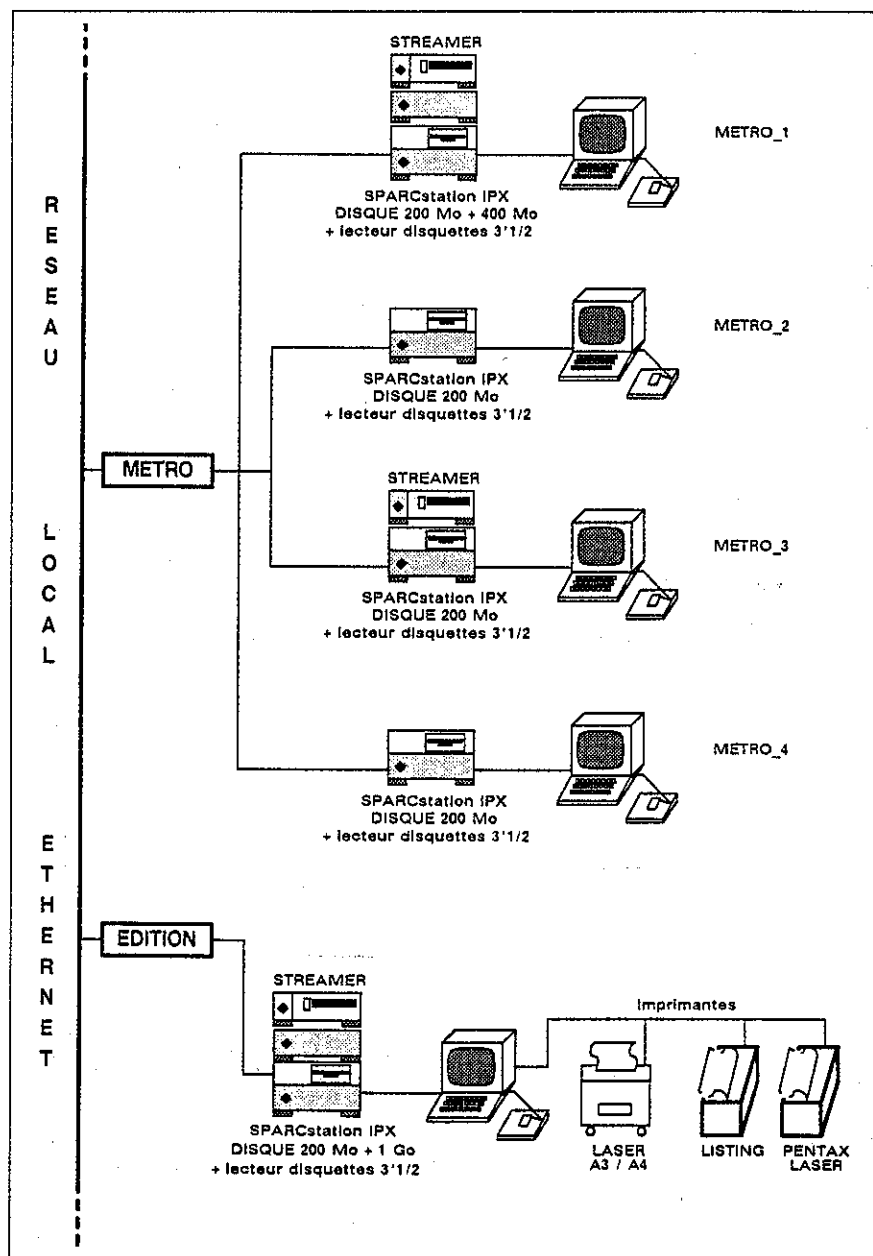 RESEAU
LOCAL
ETHERNET
STREAMER
METRO_1
SPARCstation IPX
DISQUE 200 Mo + 400 Mo
+ lecteur disquettes 3'1/2
METRO_2
SPARCstation IPX
DISQUE 200 Mo
+ lecteur disquettes 3'1/2
METRO
STREAMER
METRO_3
SPARCstation IPX
DISQUE 200 Mo
+ lecteur disquettes 3'1/2
METRO_4
SPARCstation IPX
DISQUE 200 Mo
+ lecteur disquettes 3'1/2
EDITION
STREAMER
Imprimantes
SPARCstation IPX
DISQUE 200 Mo + 1 Go
+ lecteur disquettes 3'1/2
LASER
A3 / A4
LISTING
PENTAX
LASER